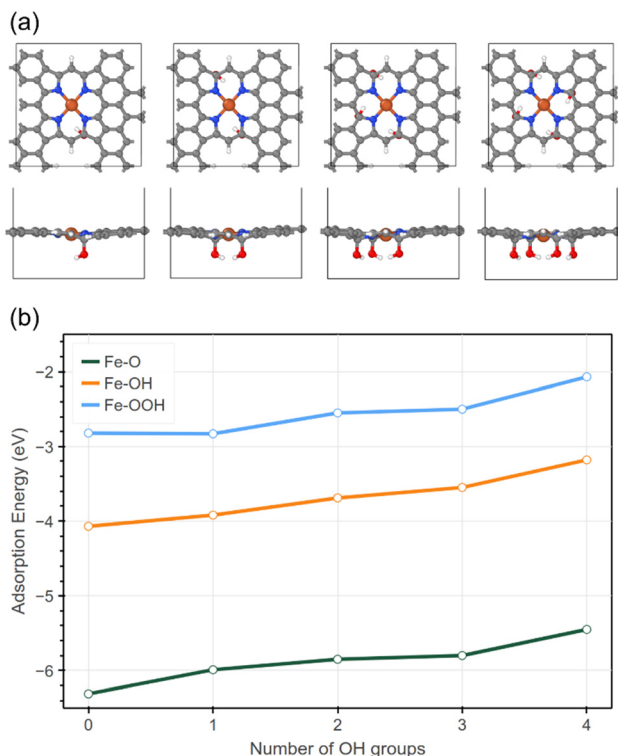 (a)
(b)
Fe-O
Fe-OH
Fe-OOH
−2
−3
−4
−5
−6
Adsorption Energy (eV)
0 1 2 3 4
Number of OH groups